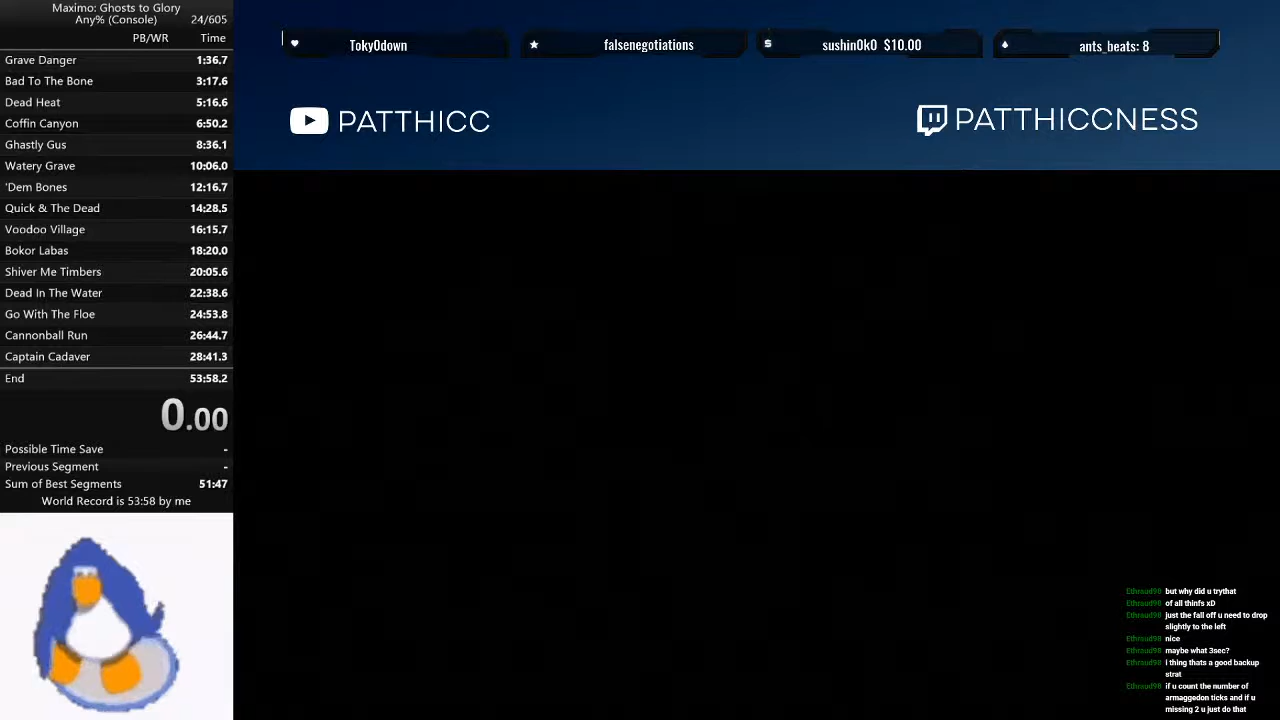 Maximo: Ghosts to Glory
Any% (Console) 24/605
PB/WR Time
Grave Danger 1:36.7
Bad To The Bone 3:17.6
Dead Heat 5:16.6
Coffin Canyon 6:50.2
Ghastly Gus 8:36.1
Watery Grave 10:06.0
'Dem Bones 12:16.7
Quick & The Dead 14:28.5
Voodoo Village 16:15.7
Bokor Labas 18:20.0
Shiver Me Timbers 20:05.6
Dead In The Water 22:38.6
Go With The Floe 24:53.8
Cannonball Run 26:44.7
Captain Cadaver 28:41.3
End 53:58.2
0.00
Possible Time Save -
Previous Segment -
Sum of Best Segments 51:47
World Record is 53:58 by me
Toky0down
falsenegotiations
sushin0k0 $10.00
ants_beats: 8
PATTHICC
PATTHICCNESS
Ethraud98 but why did u trythat
Ethraud98 of all thinfs xD
Ethraud98 just the fall off u need to drop
slightly to the left
Ethraud98 nice
Ethraud98 maybe what 3sec?
Ethraud98 i thing thats a good backup
strat
Ethraud98 if u count the number of
armaggedon ticks and if u
missing 2 u just do that